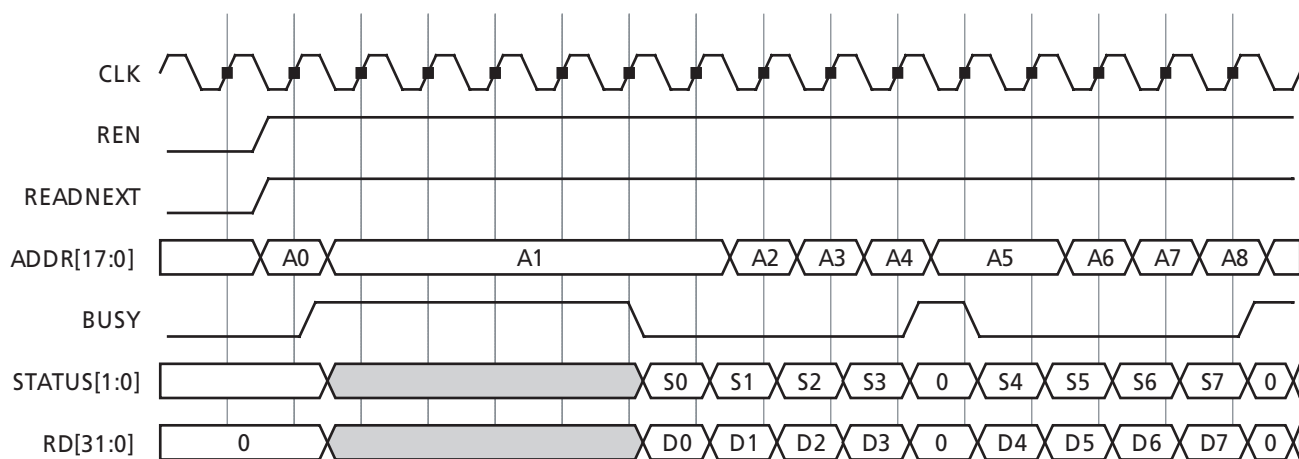 CLK
REN
READNEXT
ADDR[17:0] A0 A1 A2 A3 A4 A5 A6 A7 A8
BUSY
STATUS[1:0] S0 S1 S2 S3 0 S4 S5 S6 S7 0
RD[31:0] 0 D0 D1 D2 D3 0 D4 D5 D6 D7 0